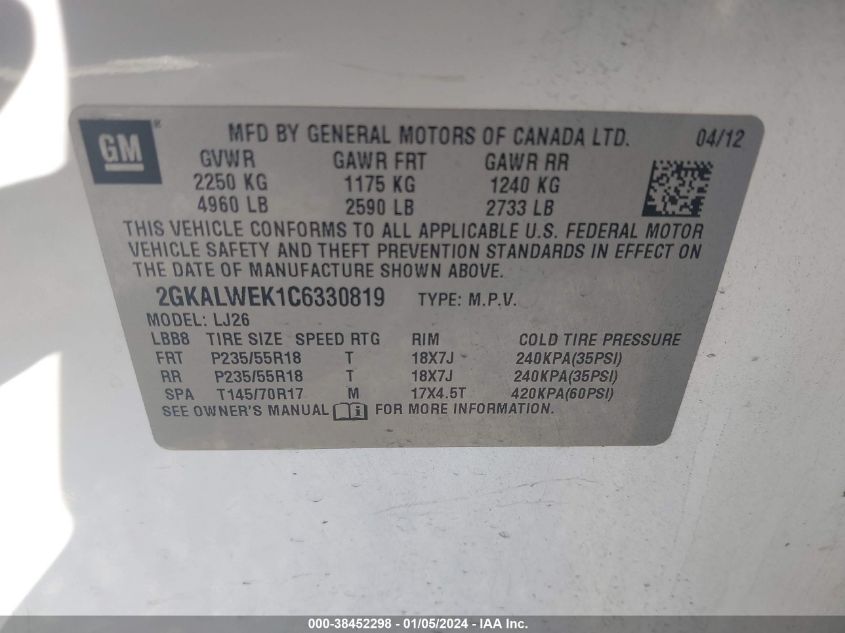 GM ® MFD BY GENERAL MOTORS OF CANADA LTD. 04/12
GVWR GAWR FRT GAWR RR
2250 KG 1175 KG 1240 KG
4960 LB 2590 LB 2733 LB
THIS VEHICLE CONFORMS TO ALL APPLICABLE U.S. FEDERAL MOTOR
VEHICLE SAFETY AND THEFT PREVENTION STANDARDS IN EFFECT ON
THE DATE OF MANUFACTURE SHOWN ABOVE.
2GKALWEK1C6330819 TYPE: M.P.V.
MODEL: LJ26
LBB8 TIRE SIZE SPEED RTG RIM COLD TIRE PRESSURE
FRT P235/55R18 T 18X7J 240KPA(35PSI)
RR P235/55R18 T 18X7J 240KPA(35PSI)
SPA T145/70R17 M 17X4.5T 420KPA(60PSI)
SEE OWNER'S MANUAL i FOR MORE INFORMATION.
000-38452298 - 01/05/2024 - IAA Inc.